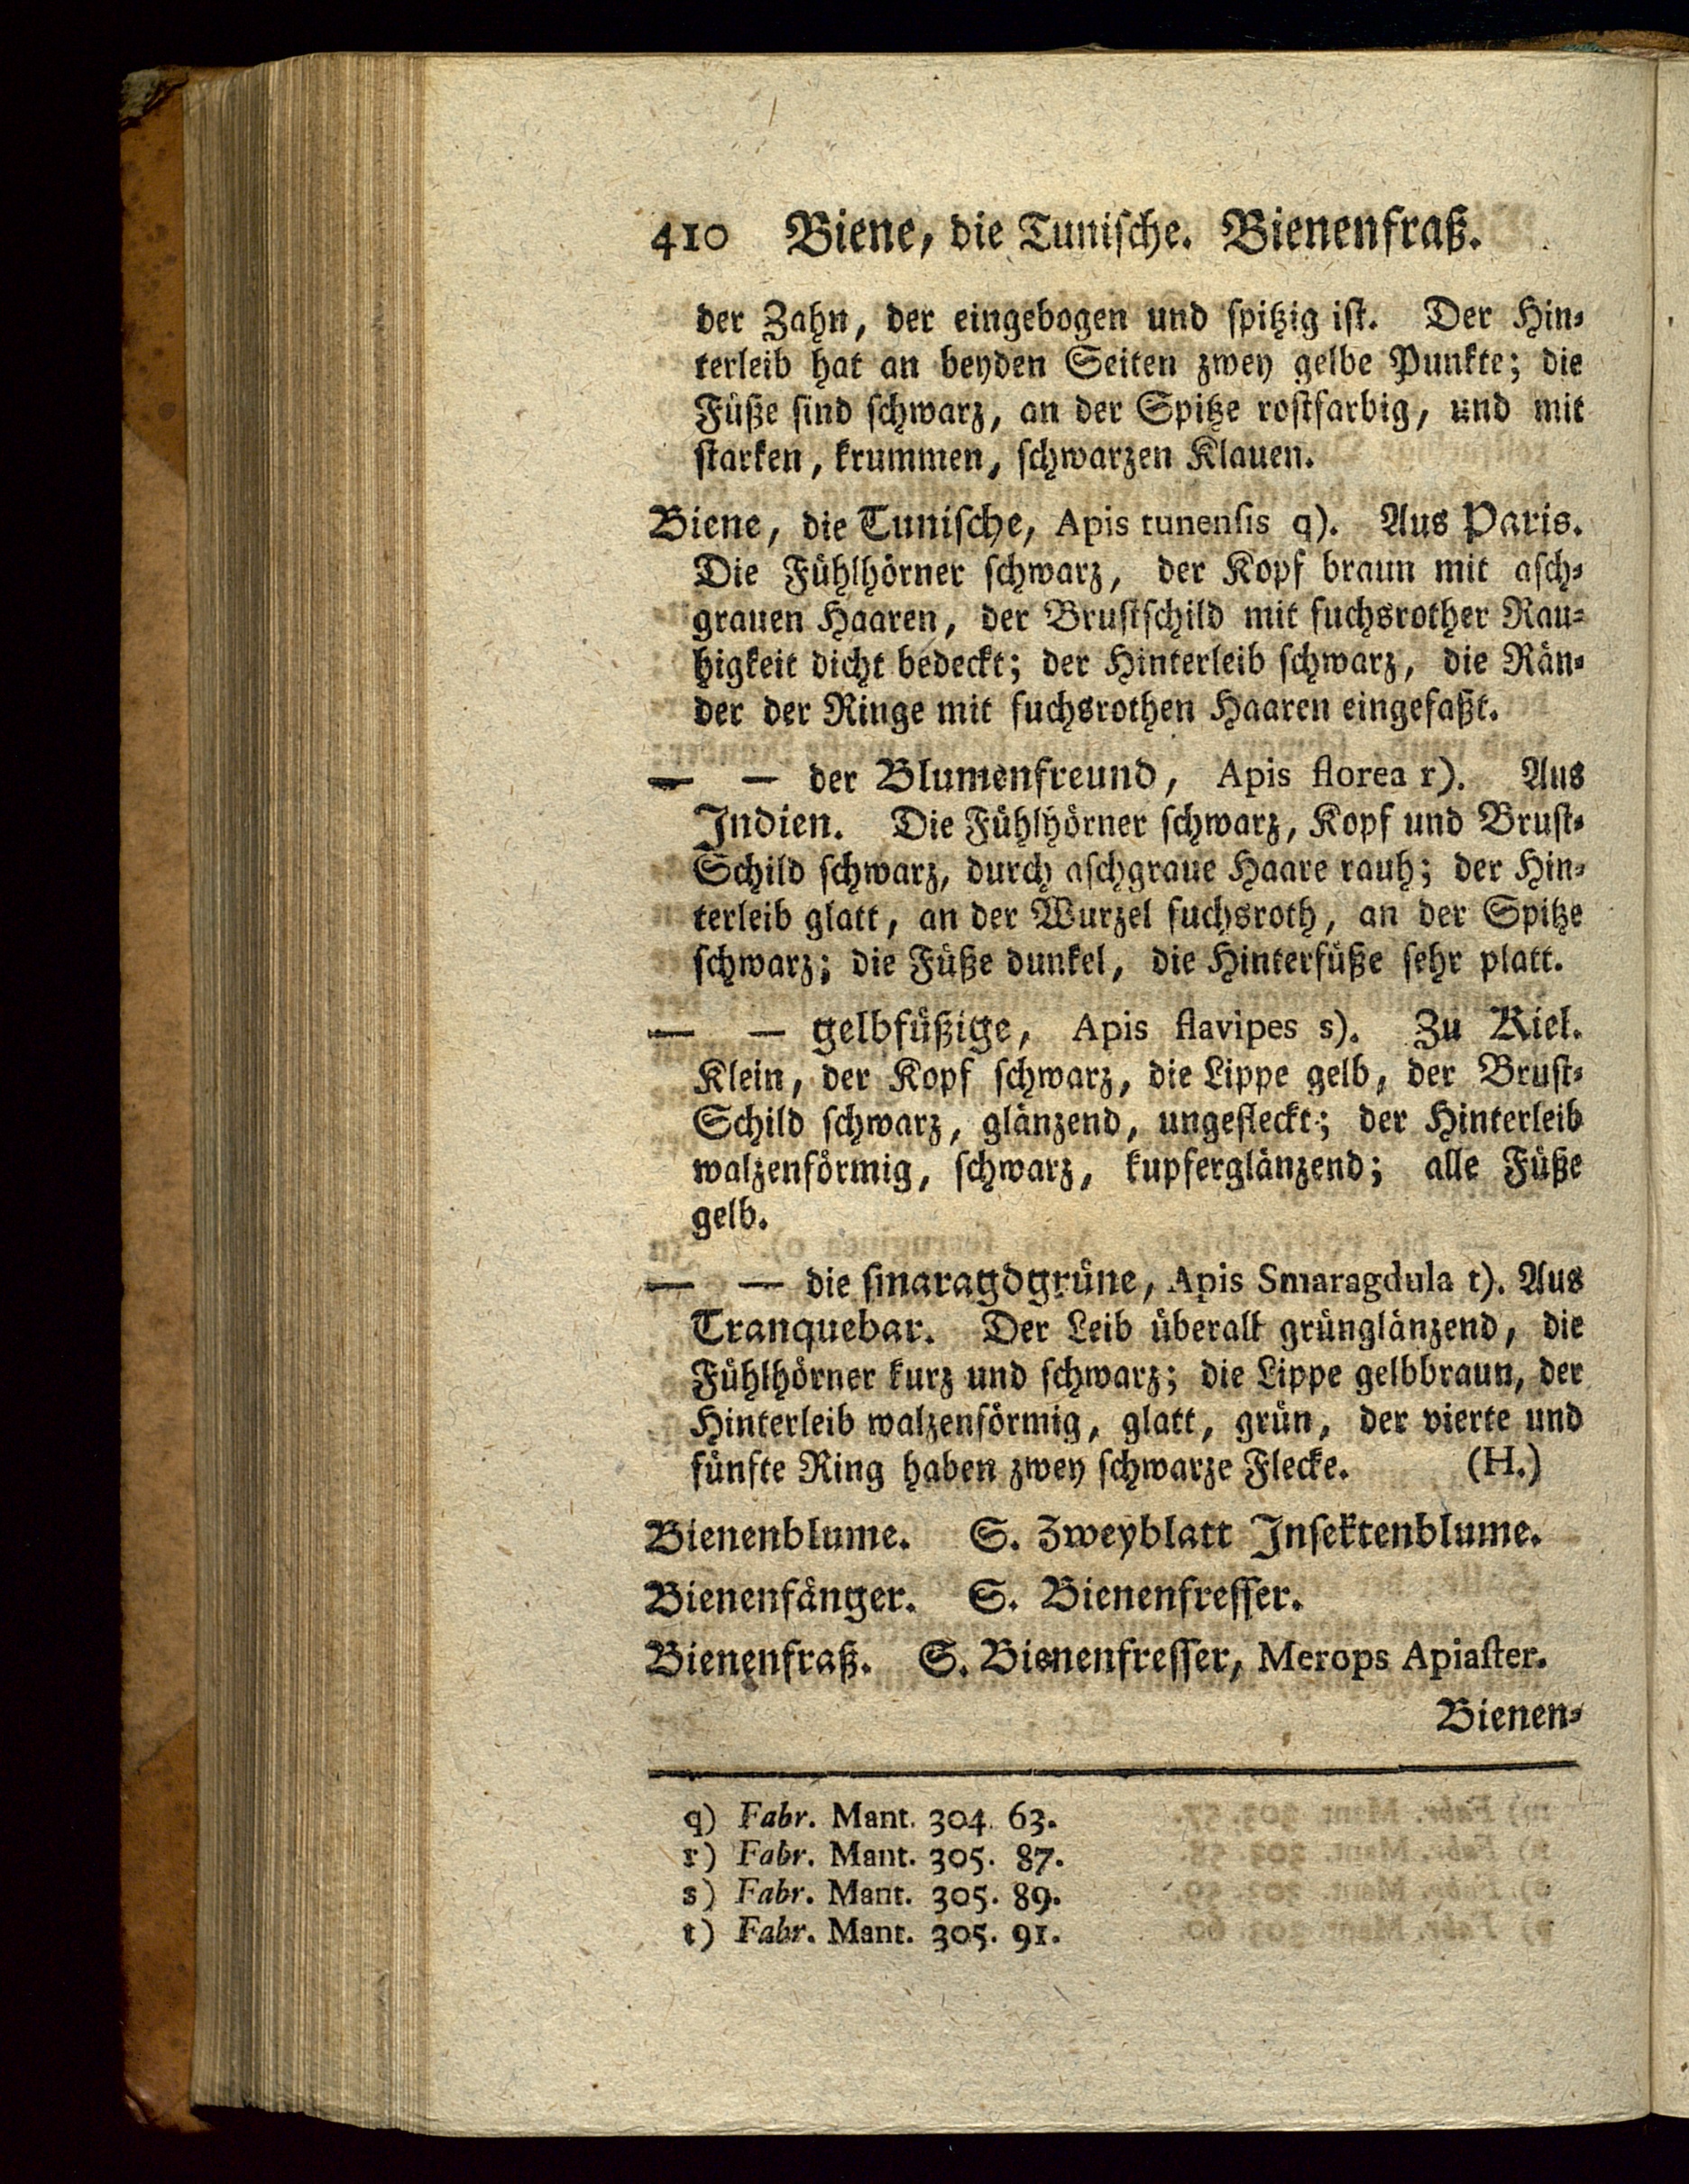 410 Biene, die Tunische. Bienenfraß.
der Zahn, der eingebogen und spitzig ist. Der Hin-
terleib hat an beyden Seiten zwey gelbe Punkte; die
Füße sind schwarz, an der Spitze rostfarbig, und mit
starken, krummen, schwarzen Klauen.
Biene, die Tunische, Apis tunensis q). Aus Paris.
Die Fühlhörner schwarz, der Kopf braun mit asch-
grauen Haaren, der Brustschild mit fuchsrother Rau-
higkeit dicht bedeckt; der Hinterleib schwarz, die Rän-
der der Ringe mit fuchsrothen Haaren eingefaßt.
— — der Blumenfreund, Apis florea r). Aus
Indien. Die Fühlhörner schwarz, Kopf und Brust-
Schild schwarz, durch aschgraue Haare rauh; der Hin-
terleib glatt, an der Wurzel fuchsroth, an der Spitze
schwarz; die Füße dunkel, die Hinterfüße sehr platt.
— — gelbfüßige, Apis flavipes s). Zu Kiel.
Klein, der Kopf schwarz, die Lippe gelb, der Brust-
Schild schwarz, glänzend, ungefleckt; der Hinterleib
walzenförmig, schwarz, kupferglänzend; alle Füße
gelb.
— — die smaragdgrüne, Apis Smaragdula t). Aus
Tranquebar. Der Leib überall grünglänzend, die
Fühlhörner kurz und schwarz; die Lippe gelbbraun, der
Hinterleib walzenförmig, glatt, grün, der vierte und
fünfte Ring haben zwey schwarze Flecke. (H.)
Bienenblume. S. Zweyblatt Insektenblume.
Bienenfänger. S. Bienenfresser.
Bienenfraß. S. Bienenfresser, Merops Apiaster.
Bienen-
q) Fabr. Mant. 304. 63.
r) Fabr. Mant. 305. 87.
s) Fabr. Mant. 305. 89.
t) Fabr. Mant. 305. 91.